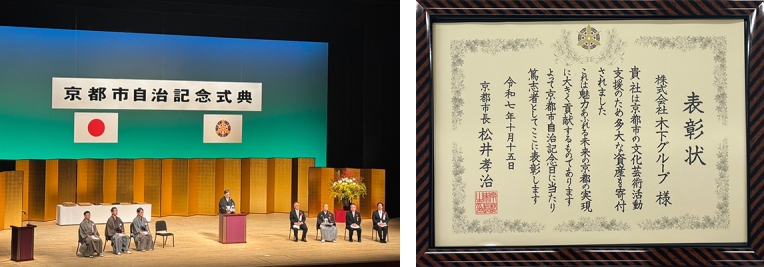 京都市自治記念式典
表彰状
株式会社木下グループ 様
貴社は京都市の文化芸術活動
支援のため多大な資産を寄付
されました
これは魅力あふれる未来の京都の実現
に大きく貢献するものであります
よって京都市自治記念日に当たり
篤志者としてここに表彰します
令和七年十月十五日
京都市長 松井孝治